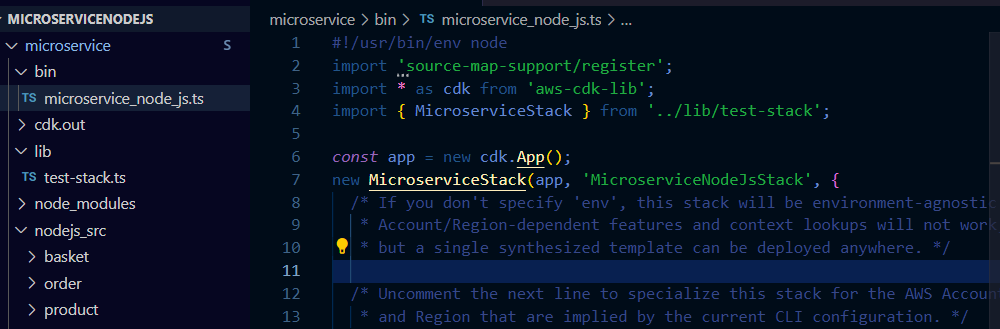 MICROSERVICENODEJS
microservice S
bin
TS microservice_node_js.ts
cdk.out
lib
TS test-stack.ts
node_modules
nodejs_src
basket
order
product
microservice > bin > TS microservice_node_js.ts > ...
1 #!/usr/bin/env node
2 import 'source-map-support/register';
3 import * as cdk from 'aws-cdk-lib';
4 import { MicroserviceStack } from '../lib/test-stack';
5
6 const app = new cdk.App();
7 new MicroserviceStack(app, 'MicroserviceNodeJsStack', {
8 /* If you don't specify 'env', this stack will be environment-agnostic
9 * Account/Region-dependent features and context lookups will not work
10 * but a single synthesized template can be deployed anywhere. */
11
12 /* Uncomment the next line to specialize this stack for the AWS Accoun
13 * and Region that are implied by the current CLI configuration. */